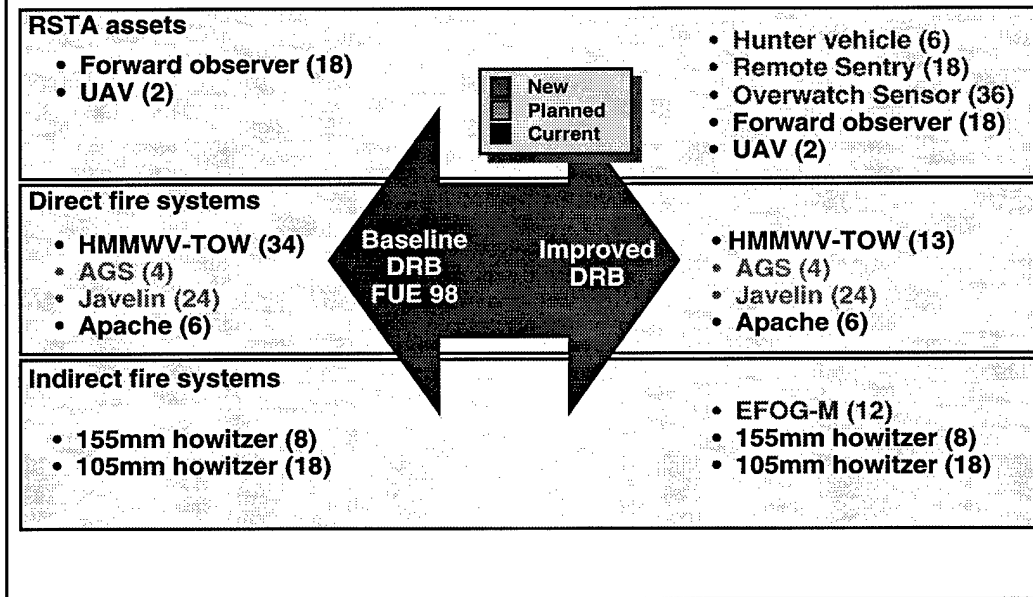 RSTA assets
• Forward observer (18)
• UAV (2)
• Hunter vehicle (6)
• Remote Sentry (18)
• Overwatch Sensor (36)
• Forward observer (18)
• UAV (2)
New
Planned
Current
Direct fire systems
• HMMWV-TOW (34)
• AGS (4)
• Javelin (24)
• Apache (6)
Baseline
DRB
FUE 98
Improved
DRB
•HMMWV-TOW (13)
• AGS (4)
• Javelin (24)
• Apache (6)
Indirect fire systems
• 155mm howitzer (8)
• 105mm howitzer (18)
• EFOG-M (12)
• 155mm howitzer (8)
• 105mm howitzer (18)